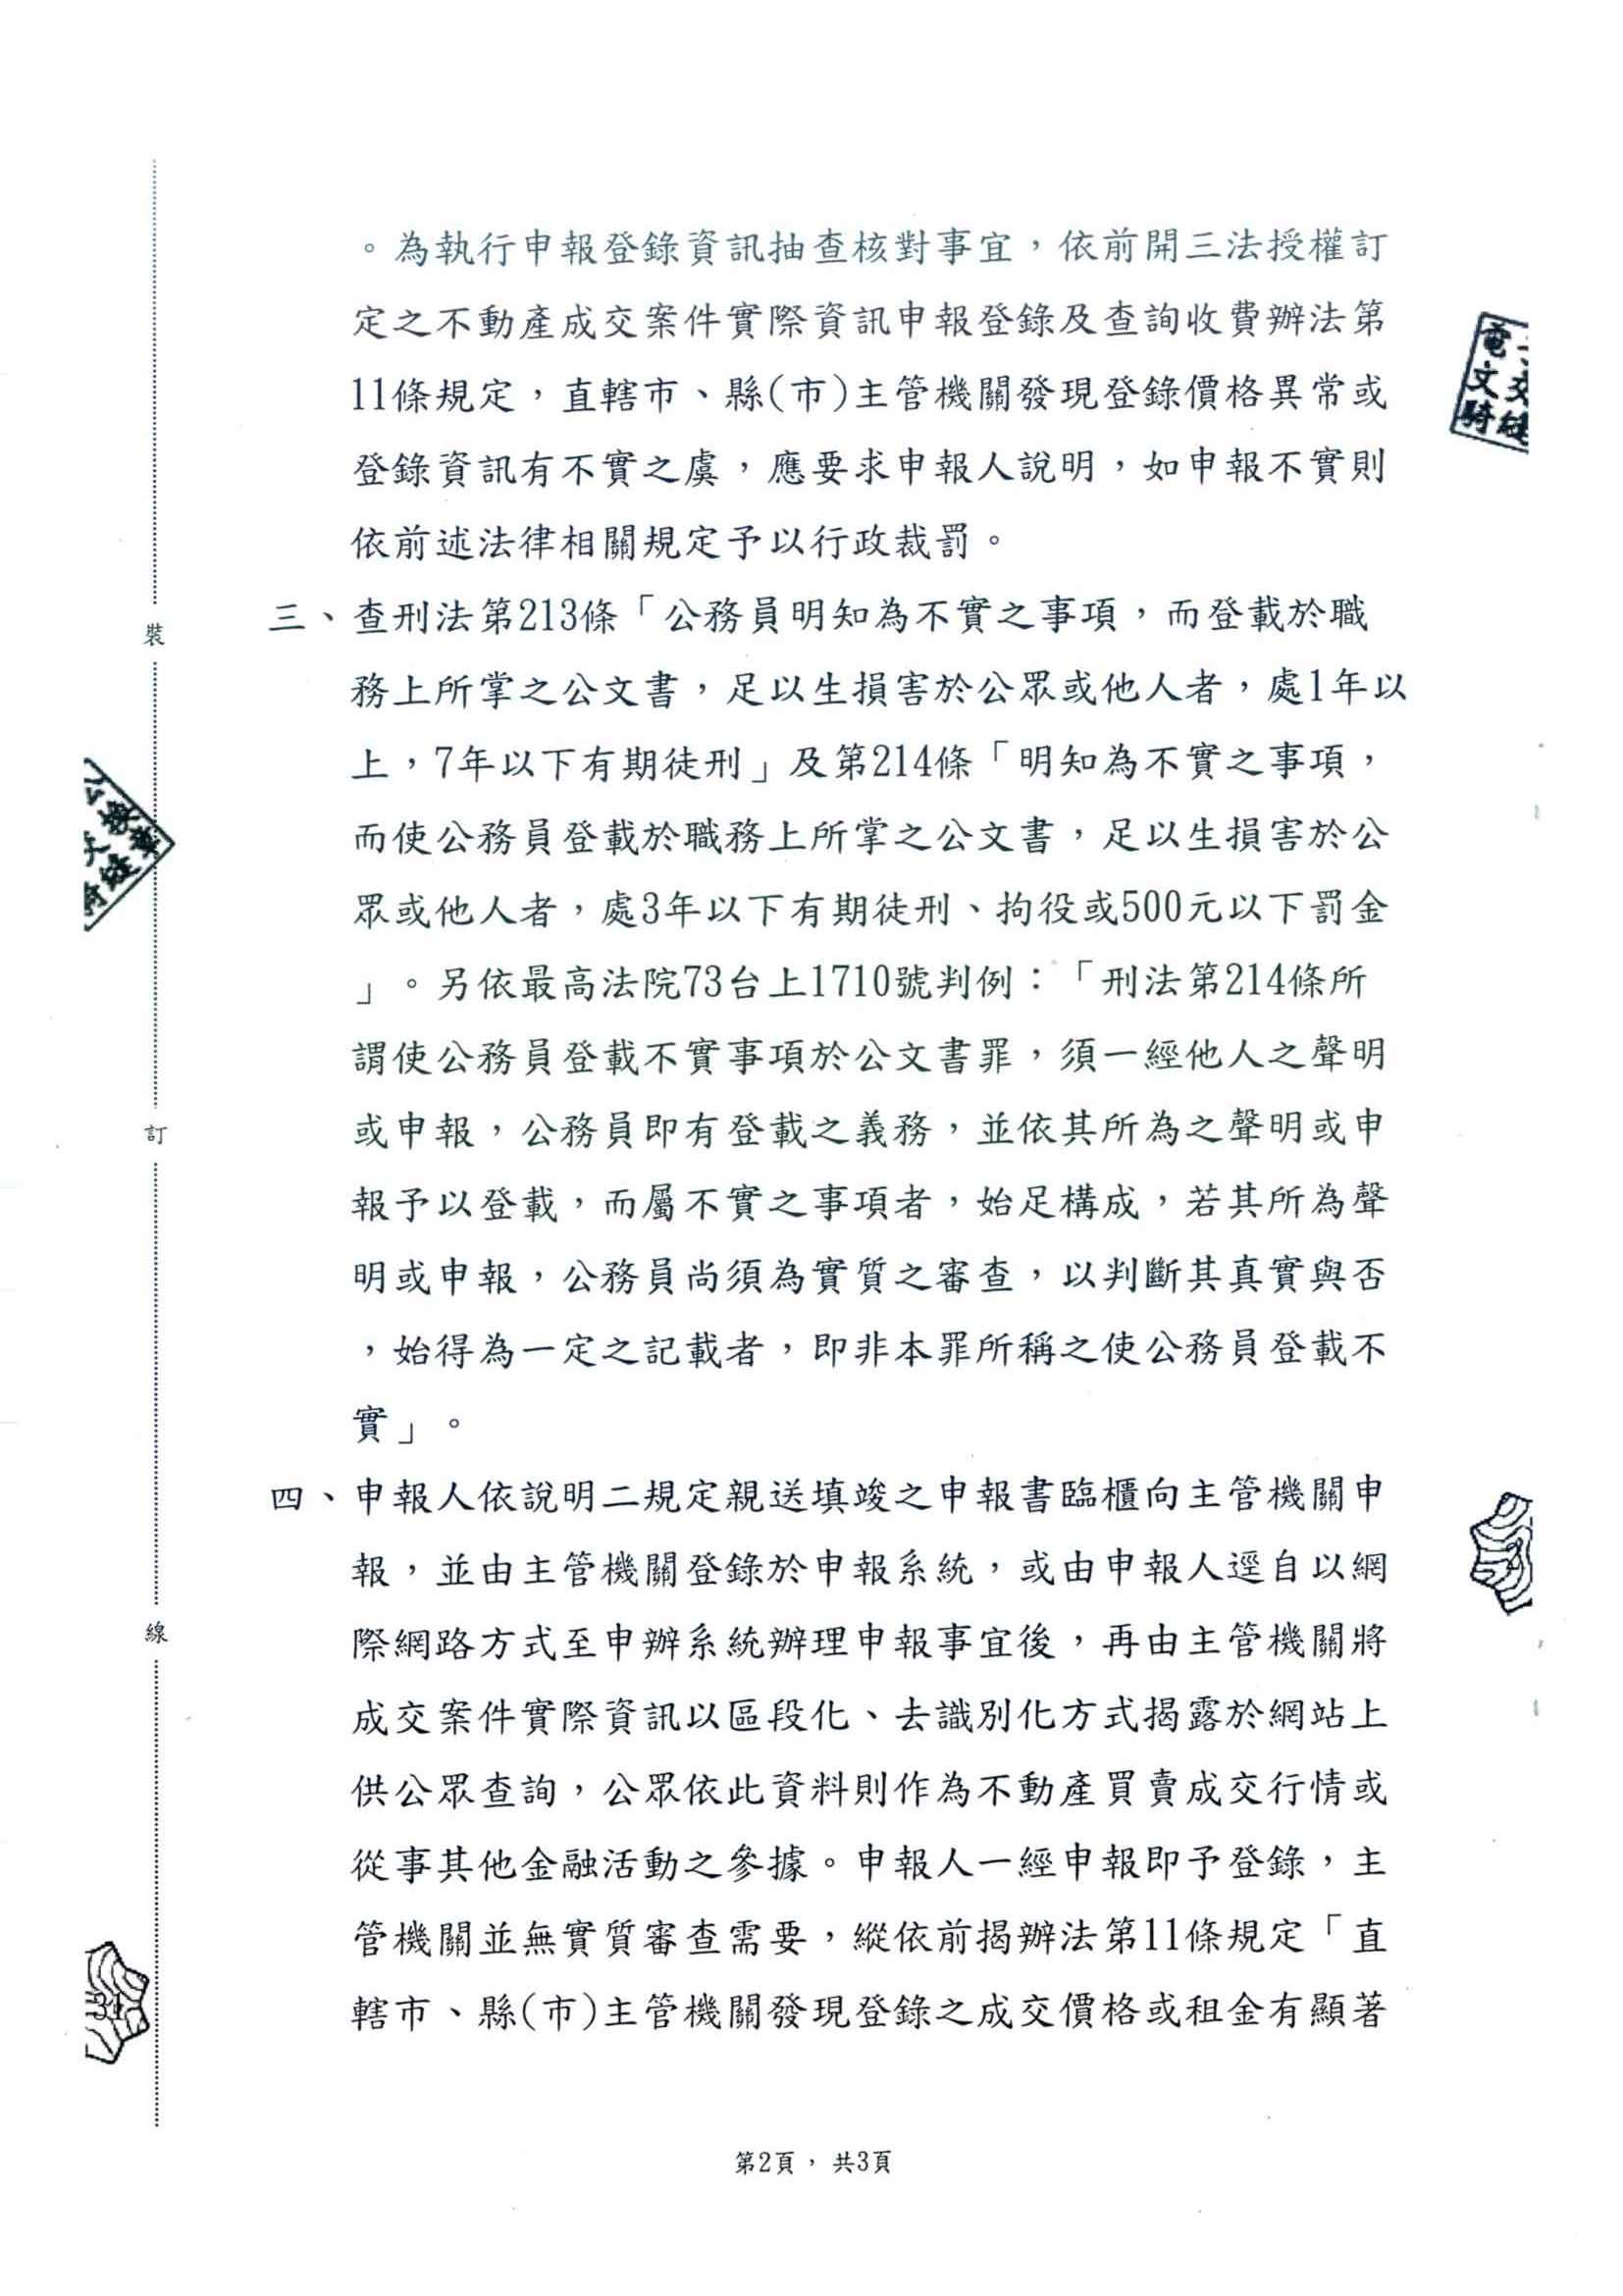 。為執行申報登錄資訊抽查核對事宜，依前開三法授權訂
定之不動產成交案件實際資訊申報登錄及查詢收費辦法第
11條規定，直轄市、縣(市)主管機關發現登錄價格異常或
登錄資訊有不實之虞，應要求申報人說明，如申報不實則
依前述法律相關規定予以行政裁罰。
三、查刑法第213條「公務員明知為不實之事項，而登載於職
務上所掌之公文書，足以生損害於公眾或他人者，處1年以
上，7年以下有期徒刑」及第214條「明知為不實之事項，
而使公務員登載於職務上所掌之公文書，足以生損害於公
眾或他人者，處3年以下有期徒刑、拘役或500元以下罰金
」。另依最高法院73台上1710號判例：「刑法第214條所
謂使公務員登載不實事項於公文書罪，須一經他人之聲明
或申報，公務員即有登載之義務，並依其所為之聲明或申
報予以登載，而屬不實之事項者，始足構成，若其所為聲
明或申報，公務員尚須為實質之審查，以判斷其真實與否
，始得為一定之記載者，即非本罪所稱之使公務員登載不
實」。
四、申報人依說明二規定親送填竣之申報書臨櫃向主管機關申
報，並由主管機關登錄於申報系統，或由申報人逕自以網
際網路方式至申辦系統辦理申報事宜後，再由主管機關將
成交案件實際資訊以區段化、去識別化方式揭露於網站上
供公眾查詢，公眾依此資料則作為不動產買賣成交行情或
從事其他金融活動之參據。申報人一經申報即予登錄，主
管機關並無實質審查需要，縱依前揭辦法第11條規定「直
轄市、縣(市)主管機關發現登錄之成交價格或租金有顯著
裝
訂
線
電
文
騎
交
縫
公
文
騎
換
縫
章
31
第2頁，共3頁